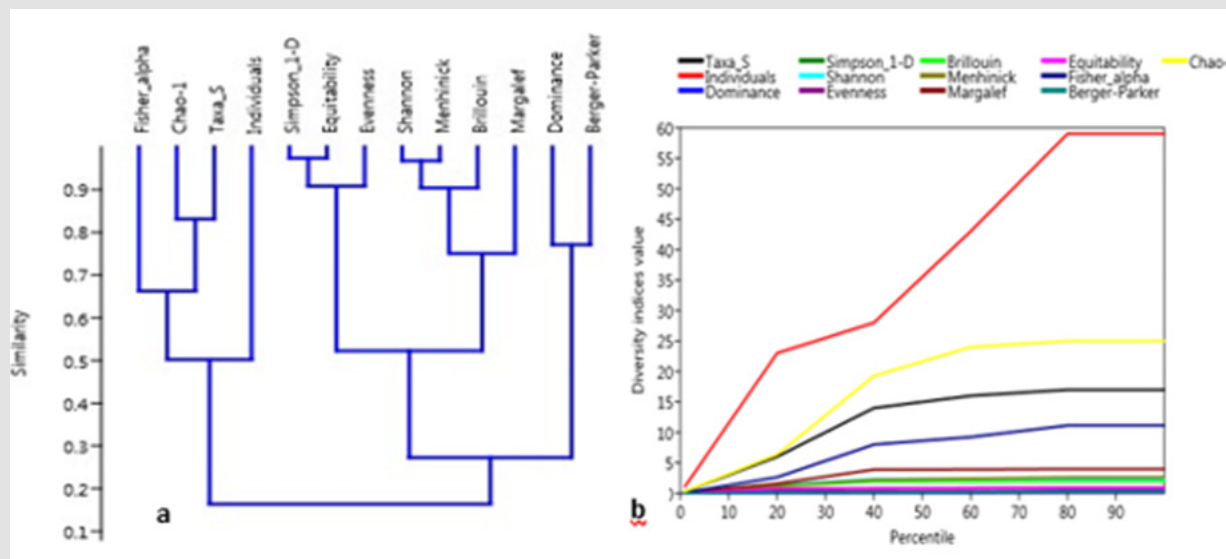 Fisher_alpha
Chao-1
Taxa_S
Individuals
Simpson_1-D
Equitability
Evenness
Shannon
Menhinick
Brillouin
Margalef
Dominance
Berger-Parker
0.9
0.8
0.7
0.6
0.5
0.4
0.3
0.2
0.1
Similarity
a
Taxa_S
Individuals
Dominance
Simpson_1-D
Shannon
Evenness
Brillouin
Menhinick
Margalef
Equitability
Fisher_alpha
Berger-Parker
Chao-
60
55
50
45
40
35
30
25
20
15
10
5
Diversity indices value
0 10 20 30 40 50 60 70 80 90
Percentile
b